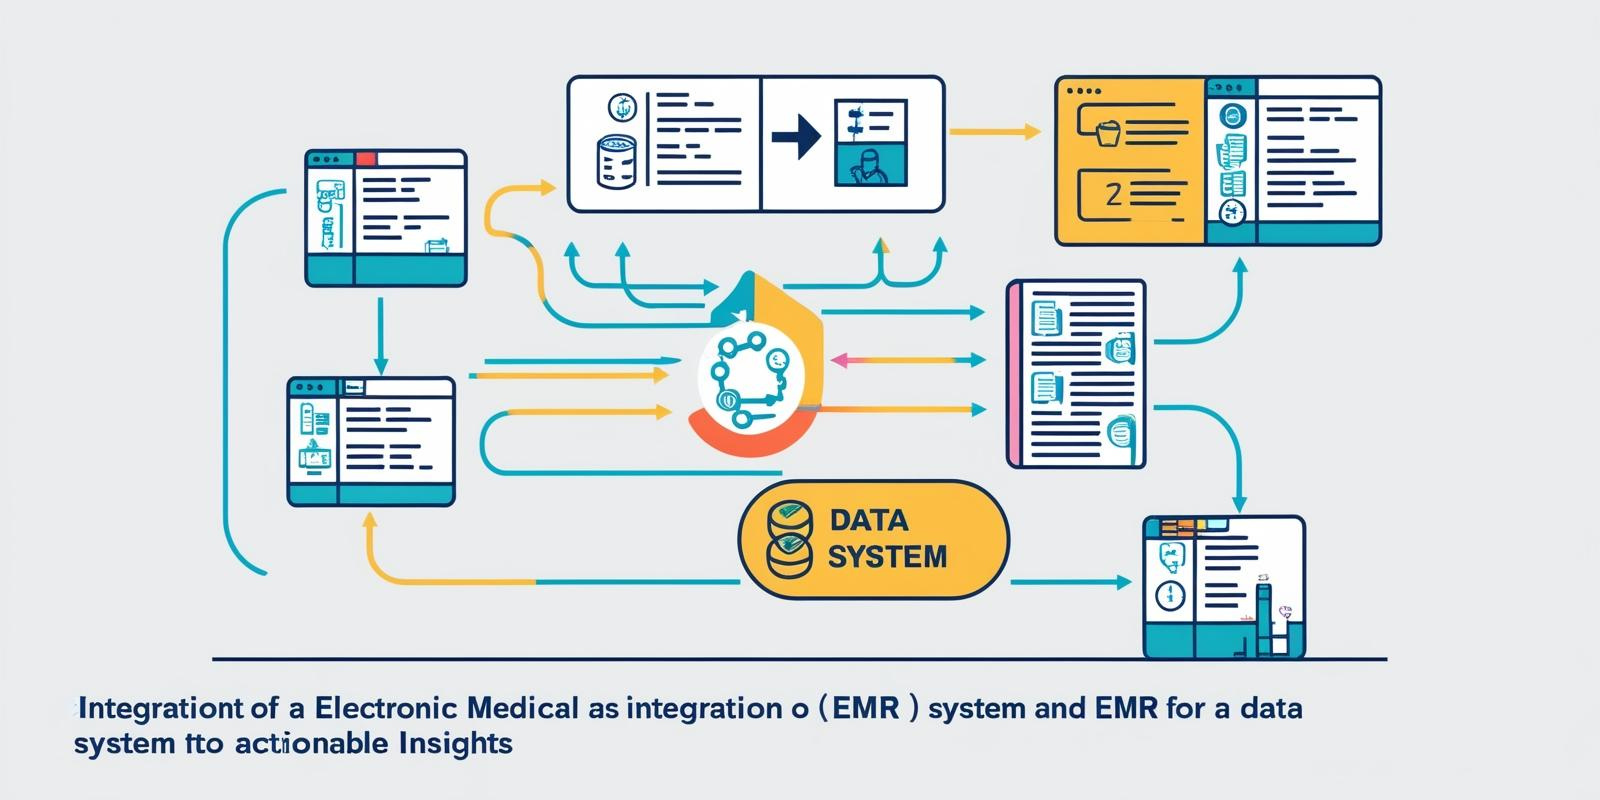 2
DATA
SYSTEM
Integrationt of a Electronic Medical as integration o ( EMR ) system and EMR for a data
system tto actionable Insights